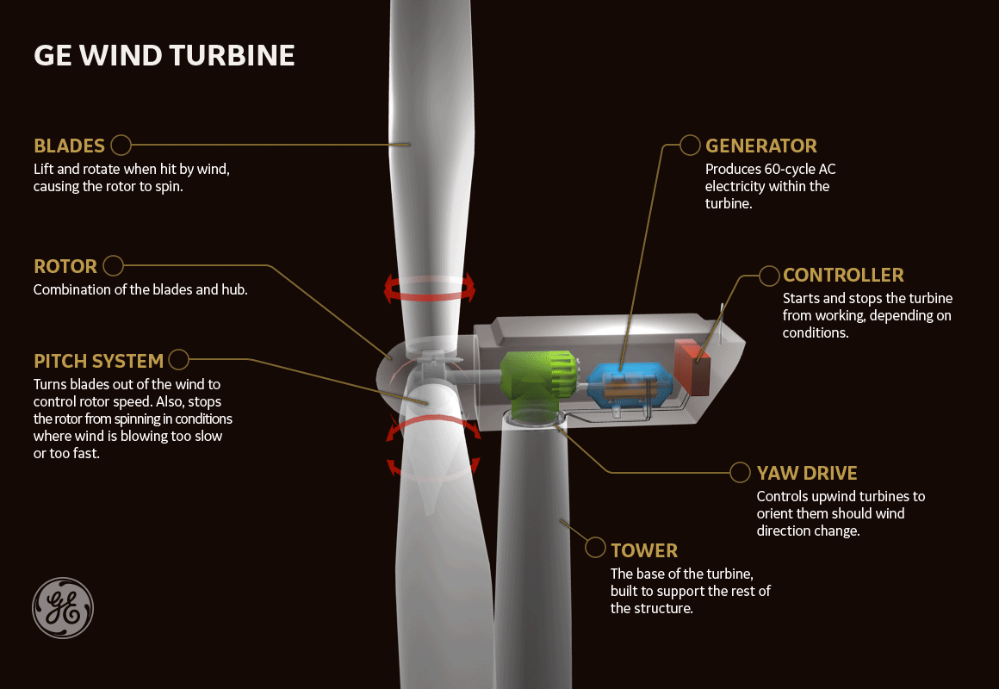 GE WIND TURBINE
BLADES
Lift and rotate when hit by wind,
causing the rotor to spin.
ROTOR
Combination of the blades and hub.
PITCH SYSTEM
Turns blades out of the wind to
control rotor speed. Also, stops
the rotor from spinning in conditions
where wind is blowing too slow
or too fast.
GENERATOR
Produces 60-cycle AC
electricity within the
turbine.
CONTROLLER
Starts and stops the turbine
from working, depending on
conditions.
YAW DRIVE
Controls upwind turbines to
orient them should wind
direction change.
TOWER
The base of the turbine,
built to support the rest of
the structure.
GE